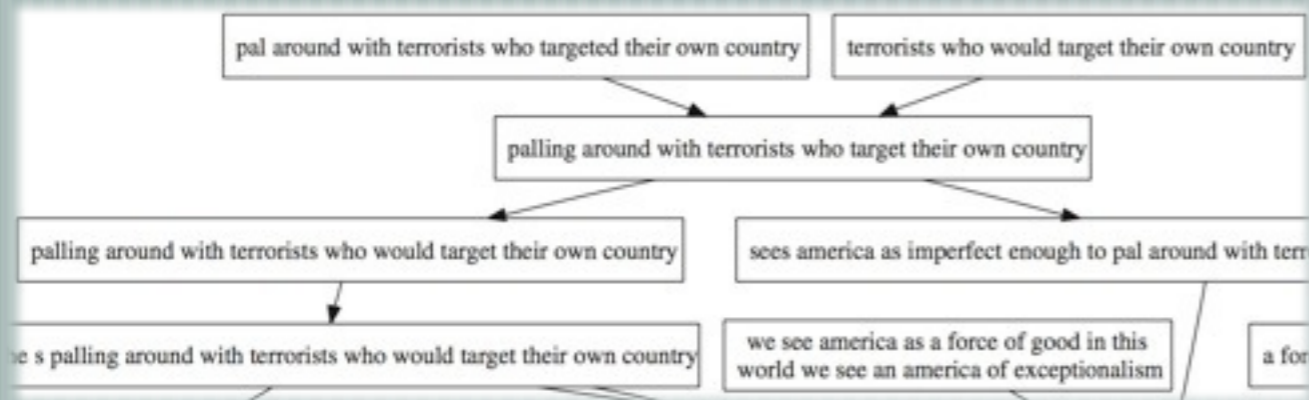 pal around with terrorists who targeted their own country
terrorists who would target their own country
palling around with terrorists who target their own country
palling around with terrorists who would target their own country
sees america as imperfect enough to pal around with
s palling around with terrorists who would target their own country
we see america as a force of good in this
world we see an america of exceptionalism
a